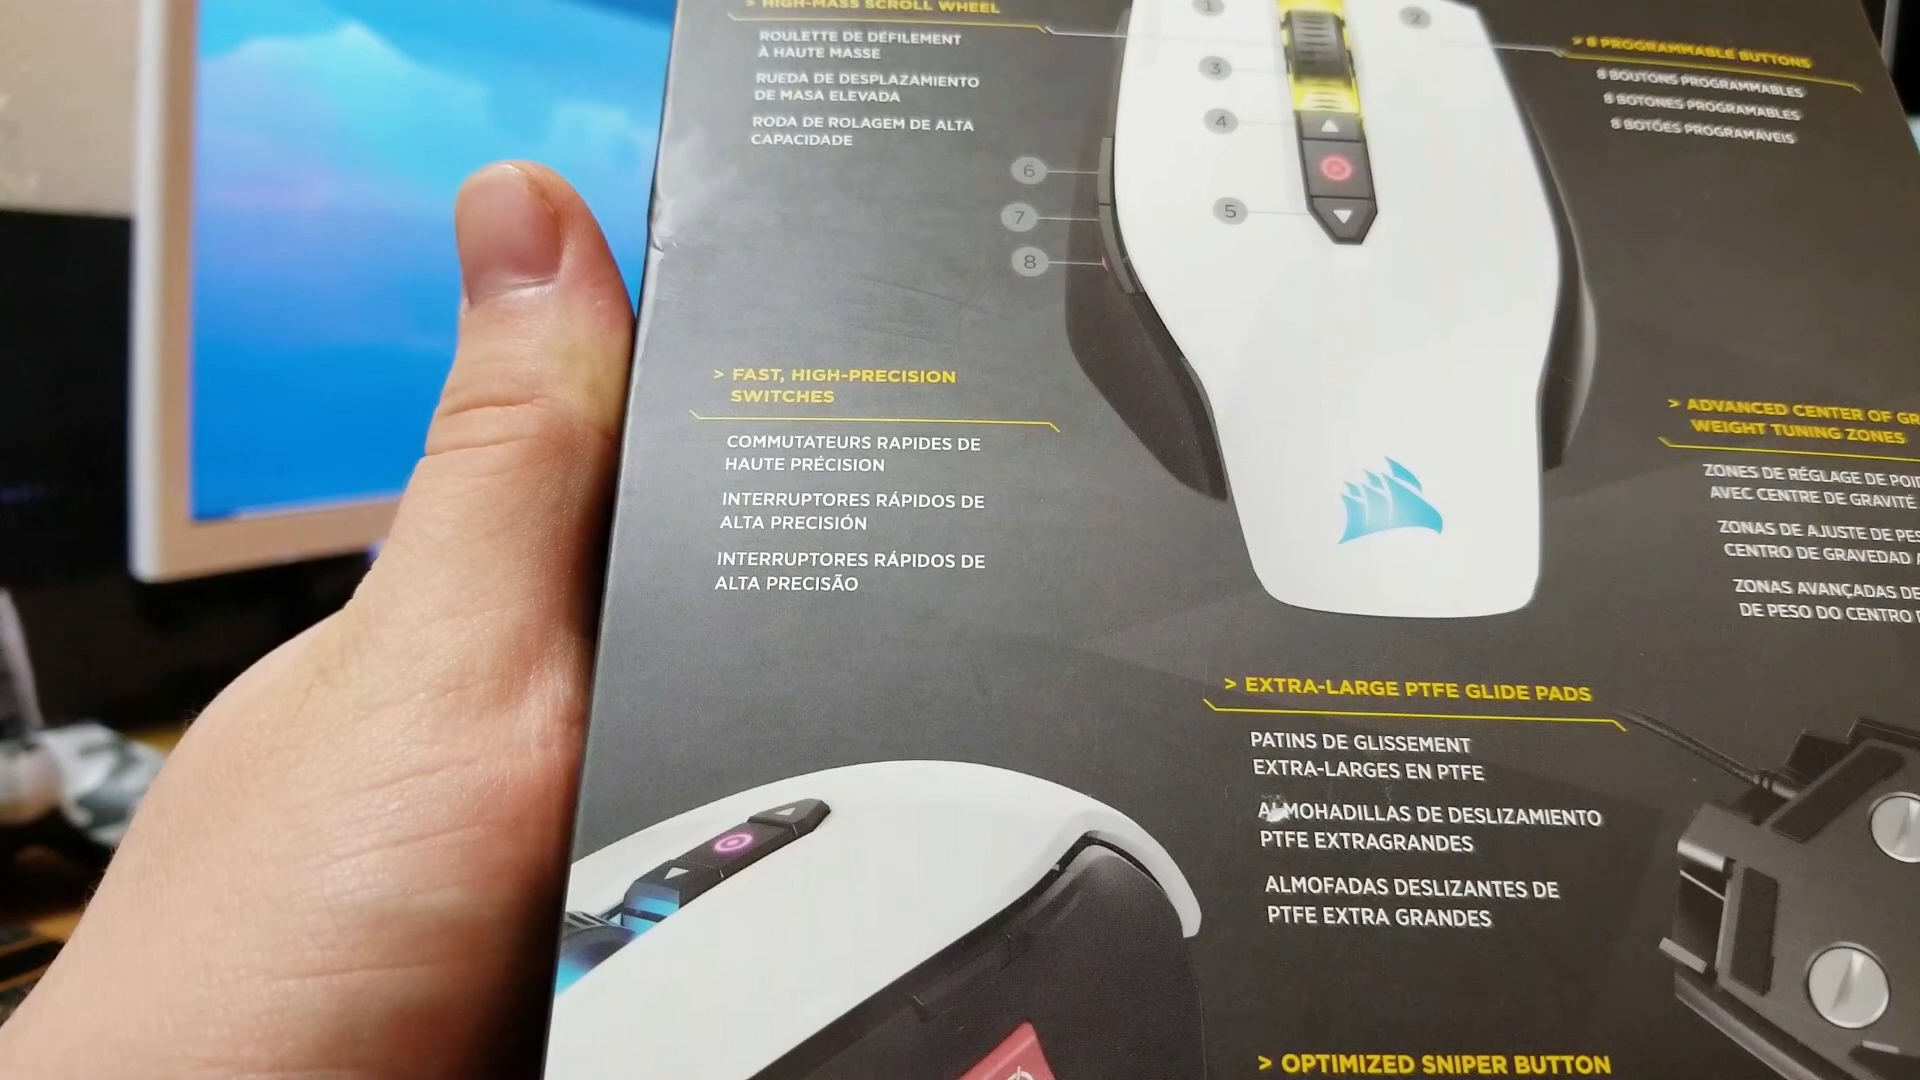 > HIGH-MASS SCROLL WHEEL
ROULETTE DE DÉFILEMENT
À HAUTE MASSE
RUEDA DE DESPLAZAMIENTO
DE MASA ELEVADA
RODA DE ROLAGEM DE ALTA
CAPACIDADE
1
2
3
4
5
6
7
8
> 8 PROGRAMMABLE BUTTONS
8 BOUTONS PROGRAMMABLES
8 BOTONES PROGRAMABLES
8 BOTÕES PROGRAMÁVEIS
> FAST, HIGH-PRECISION
SWITCHES
COMMUTATEURS RAPIDES DE
HAUTE PRÉCISION
INTERRUPTORES RÁPIDOS DE
ALTA PRECISIÓN
INTERRUPTORES RÁPIDOS DE
ALTA PRECISÃO
> ADVANCED CENTER OF GR
WEIGHT TUNING ZONES
ZONES DE RÉGLAGE DE POI
AVEC CENTRE DE GRAVITÉ
ZONAS DE AJUSTE DE PES
CENTRO DE GRAVEDAD A
ZONAS AVANÇADAS DE
DE PESO DO CENTRO
> EXTRA-LARGE PTFE GLIDE PADS
PATINS DE GLISSEMENT
EXTRA-LARGES EN PTFE
ALMOHADILLAS DE DESLIZAMIENTO
PTFE EXTRAGRANDES
ALMOFADAS DESLIZANTES DE
PTFE EXTRA GRANDES
> OPTIMIZED SNIPER BUTTON